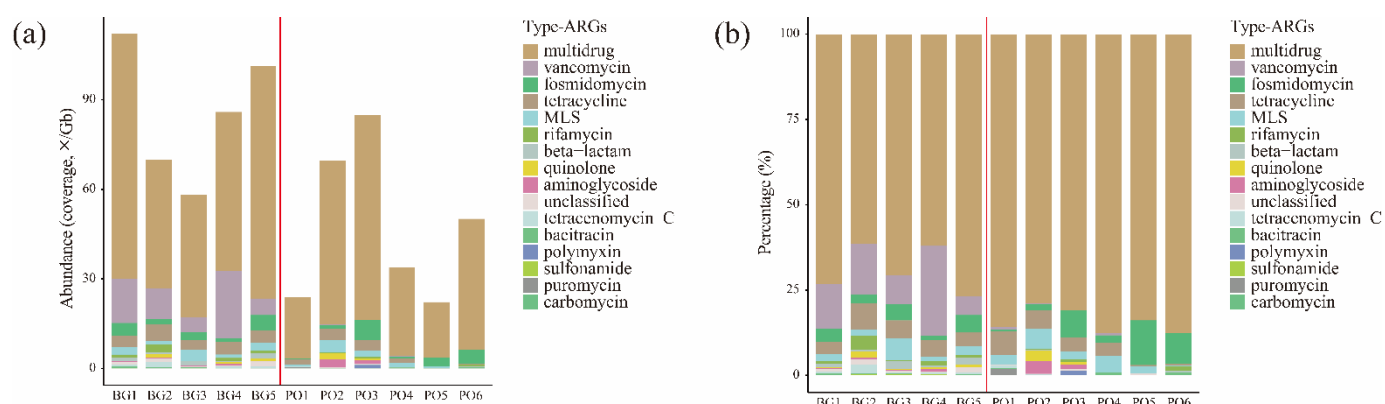 (a)
Abundance (coverage, ×/Gb)
90
60
30
0
BG1 BG2 BG3 BG4 BG5 PO1 PO2 PO3 PO4 PO5 PO6
Type-ARGs
multidrug
vancomycin
fosmidomycin
tetracycline
MLS
rifamycin
beta-lactam
quinolone
aminoglycoside
unclassified
tetracenomycin C
bacitracin
polymyxin
sulfonamide
puromycin
carbomycin
(b)
Percentage (%)
100
75
50
25
0
BG1 BG2 BG3 BG4 BG5 PO1 PO2 PO3 PO4 PO5 PO6
Type-ARGs
multidrug
vancomycin
fosmidomycin
tetracycline
MLS
rifamycin
beta-lactam
quinolone
aminoglycoside
unclassified
tetracenomycin C
bacitracin
polymyxin
sulfonamide
puromycin
carbomycin